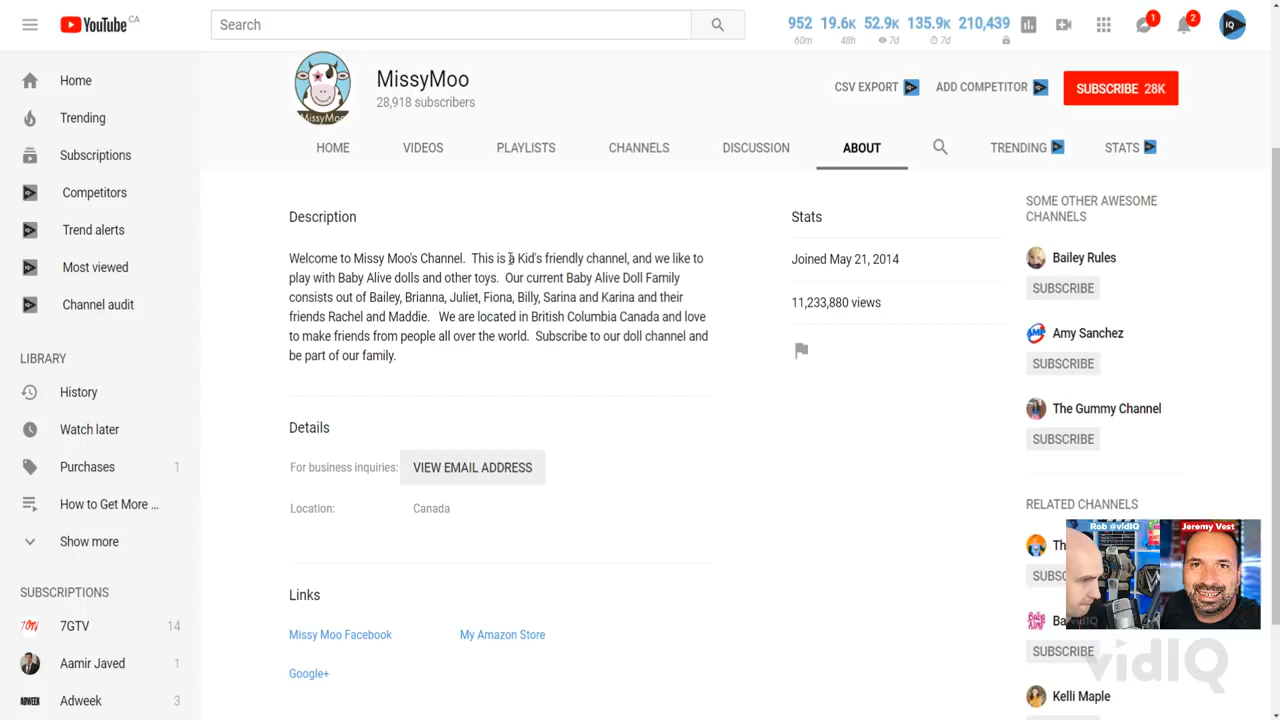 YouTube CA
Search
952 19.6K 52.9K 135.9K 210,439
60m 48h 7d 7d
1
2
IQ
Home
Trending
Subscriptions
Competitors
Trend alerts
Most viewed
Channel audit
LIBRARY
History
Watch later
Purchases 1
How to Get More ...
Show more
SUBSCRIPTIONS
7GTV 14
Aamir Javed 1
ADWEEK Adweek 3
MissyMoo
MissyMoo
28,918 subscribers
CSV EXPORT
ADD COMPETITOR
SUBSCRIBE 28K
HOME VIDEOS PLAYLISTS CHANNELS DISCUSSION ABOUT TRENDING STATS
Description
Welcome to Missy Moo's Channel. This is a Kid's friendly channel, and we like to
play with Baby Alive dolls and other toys. Our current Baby Alive Doll Family
consists out of Bailey, Brianna, Juliet, Fiona, Billy, Sarina and Karina and their
friends Rachel and Maddie. We are located in British Columbia Canada and love
to make friends from people all over the world. Subscribe to our doll channel and
be part of our family.
Details
For business inquiries: VIEW EMAIL ADDRESS
Location: Canada
Links
Missy Moo Facebook My Amazon Store
Google+
Stats
Joined May 21, 2014
11,233,880 views
SOME OTHER AWESOME
CHANNELS
Bailey Rules
SUBSCRIBE
Amy Sanchez
SUBSCRIBE
The Gummy Channel
SUBSCRIBE
RELATED CHANNELS
Th
SUBSC
Ba
SUBSCRIBE
Kelli Maple
Rob @vidIQ
Jeremy Vest
vidIQ
vidIQ